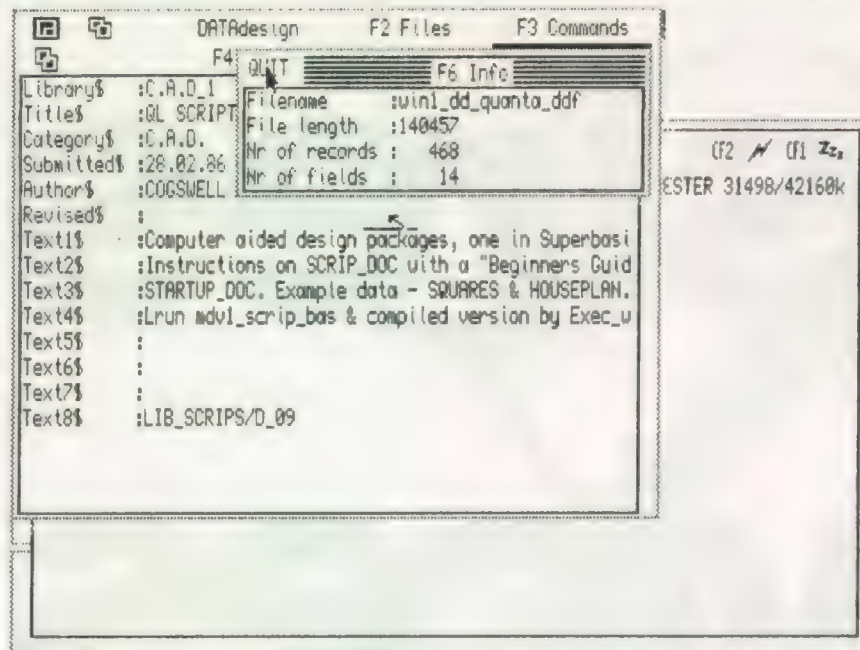 DATAdesign F2 Files F3 Commands
F4
QUIT F6 Info
Filename :win1_dd_quanta_ddf
File length :140457
Nr of records : 468
Nr of fields : 14
Library$ :C.A.D_1
Title$ :QL SCRIPT
Category$ :C.A.D.
Submitted$ :28.02.86
Author$ :COGSWELL
Revised$ :
Text1$ :Computer aided design packages, one in Superbasi
Text2$ :Instructions on SCRIP_DOC with a "Beginners Guid
Text3$ :STARTUP_DOC. Example data - SQUARES & HOUSEPLAN.
Text4$ :Lrun mdv1_scrip_bas & compiled version by Exec_w
Text5$ :
Text6$ :
Text7$ :
Text8$ :LIB_SCRIPS/D_09
CF2 CF1 Zzz
ESTER 31498/42160k